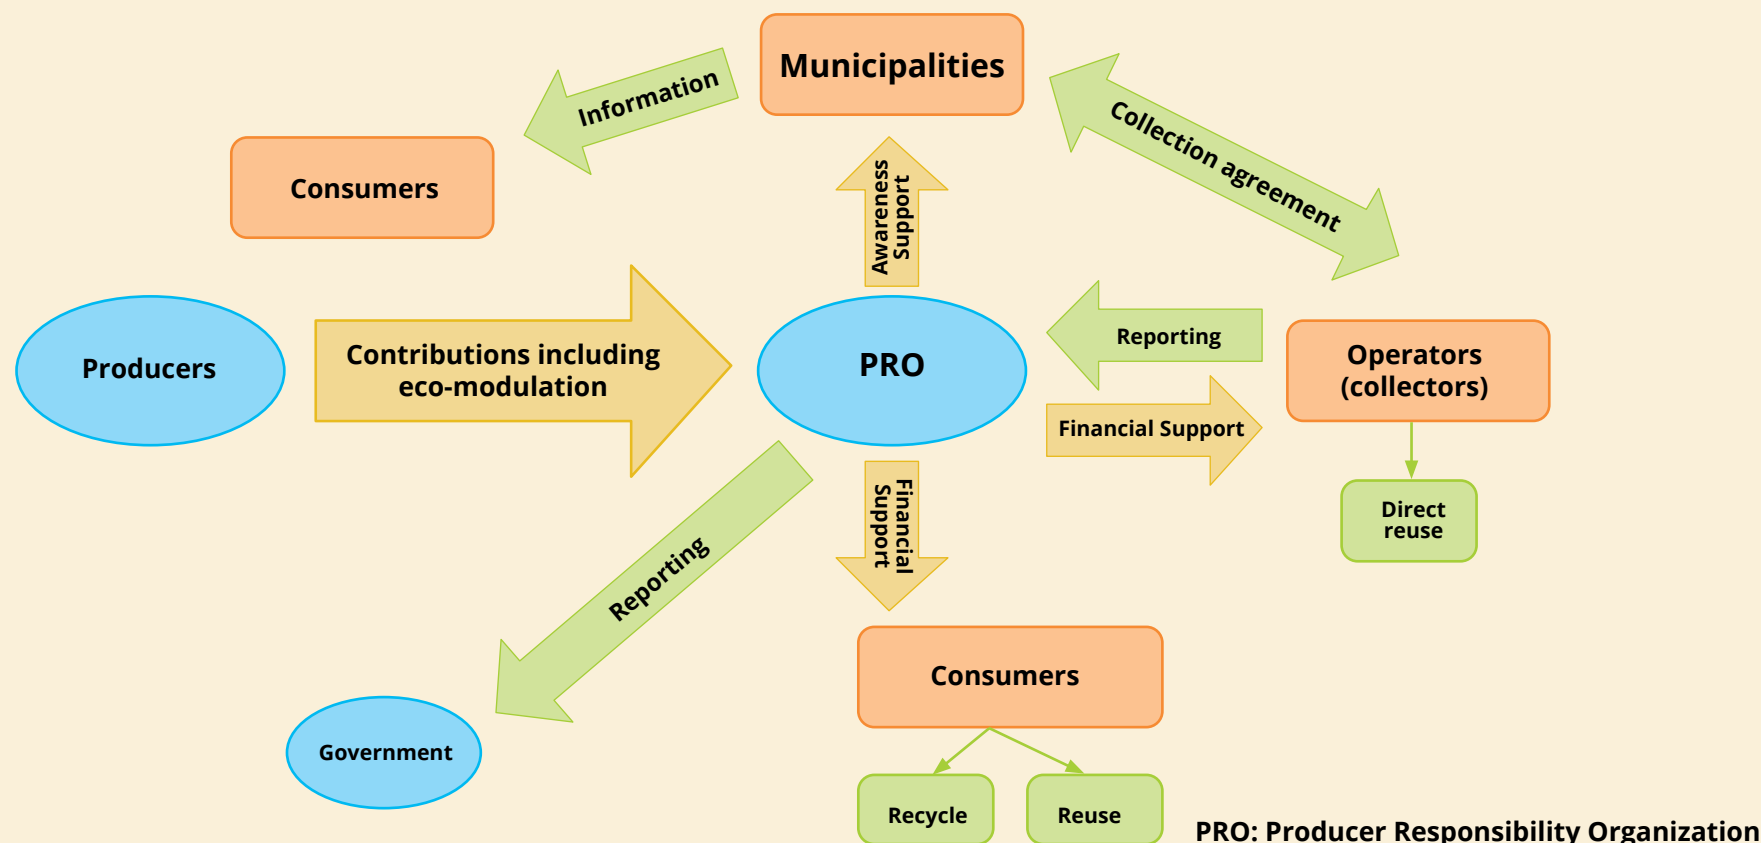 Municipalities
Information
Collection agreement
Consumers
Awareness
Support
Producers
Contributions including
eco-modulation
PRO
Reporting
Operators
(collectors)
Financial Support
Direct
reuse
Financial
Support
Reporting
Consumers
Government
Recycle
Reuse
PRO: Producer Responsibility Organization